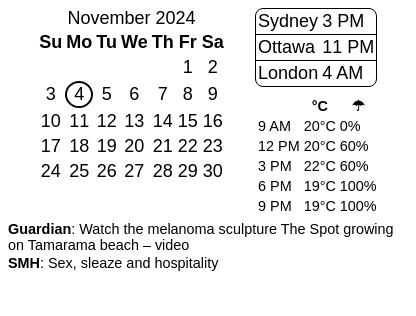 November 2024
Su Mo Tu We Th Fr Sa
1 2
3 4 5 6 7 8 9
10 11 12 13 14 15 16
17 18 19 20 21 22 23
24 25 26 27 28 29 30
Sydney 3 PM
Ottawa 11 PM
London 4 AM
°C ☂
9 AM 20°C 0%
12 PM 20°C 60%
3 PM 22°C 60%
6 PM 19°C 100%
9 PM 19°C 100%
Guardian: Watch the melanoma sculpture The Spot growing
on Tamarama beach – video
SMH: Sex, sleaze and hospitality